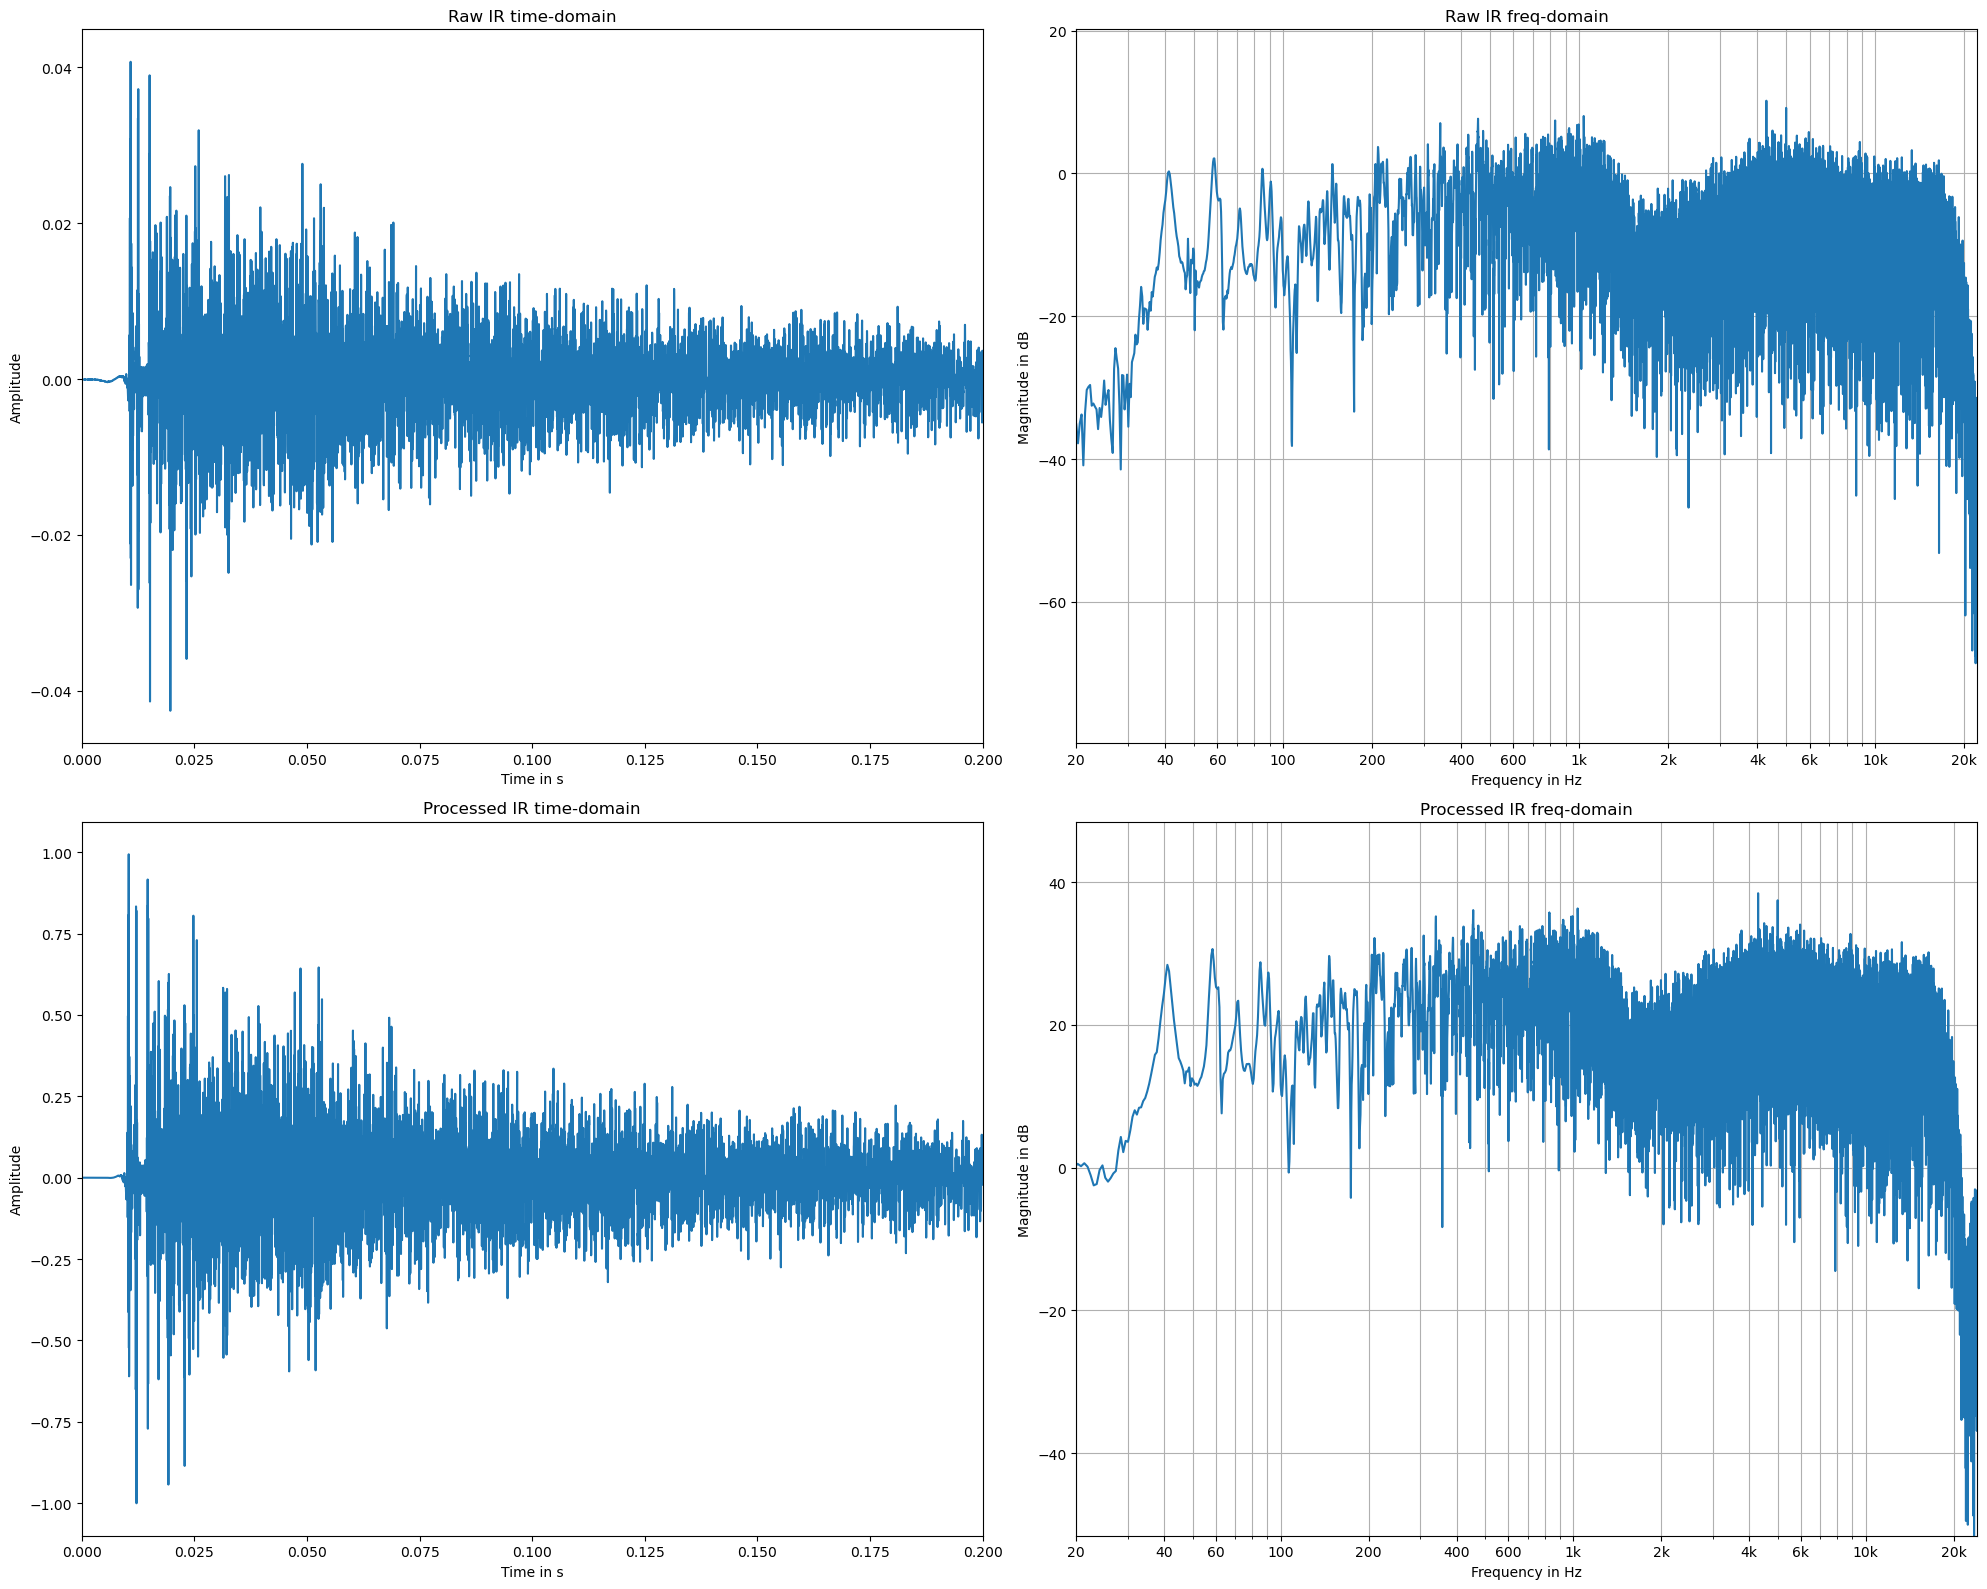 Raw IR time-domain
0.04
0.02
0.00
−0.02
−0.04
Amplitude
0.000 0.025 0.050 0.075 0.100 0.125 0.150 0.175 0.200
Time in s
Raw IR freq-domain
20
0
−20
−40
−60
Magnitude in dB
20 40 60 100 200 400 600 1k 2k 4k 6k 10k 20k
Frequency in Hz
Processed IR time-domain
1.00
0.75
0.50
0.25
0.00
−0.25
−0.50
−0.75
−1.00
Amplitude
0.000 0.025 0.050 0.075 0.100 0.125 0.150 0.175 0.200
Time in s
Processed IR freq-domain
40
20
0
−20
−40
Magnitude in dB
20 40 60 100 200 400 600 1k 2k 4k 6k 10k 20k
Frequency in Hz